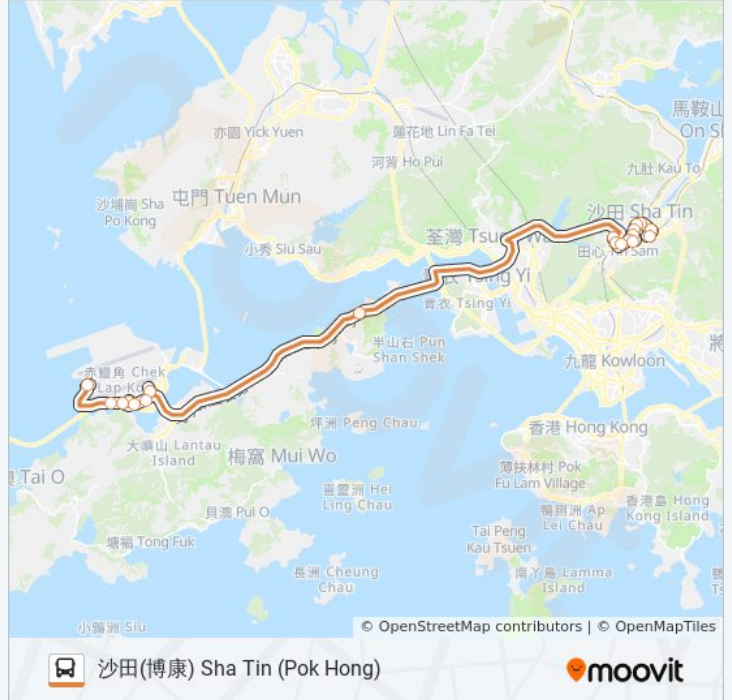 馬鞍山
On S
亦園 Yick Yuen
蓮花地 Lin Fa Tei
河背 Ho Pui
九肚 Kau To
沙埔崗 Sha
Po Kong
屯門 Tuen Mun
沙田 Sha Tin
荃灣 Tsu
小秀 Siu Sau
田心
Sam
Tsing Yi
青衣 Tsing Yi
半山石 Pun
Shan Shek
九龍 Kowloon
將
赤鱲角 Chek
Lap Ko
坪洲 Peng Chau
香港 Hong Kong
大嶼山 Lantau
Island
梅窩 Mui Wo
Tai O
薄扶林村 Pok
Fu Lam Village
喜靈洲 Hei
Ling Chau
鴨脷洲 Ap
Lei Chau
香港島 Hong
Kong Island
貝澳 Pui O
塘福 Tong Fuk
Tai Peng
Kau Tsuen
長洲 Cheung
Chau
南丫島 Lamma
Island
小鴉洲 Siu
© OpenStreetMap contributors | © OpenMapTiles
沙田(博康) Sha Tin (Pok Hong)
moovit